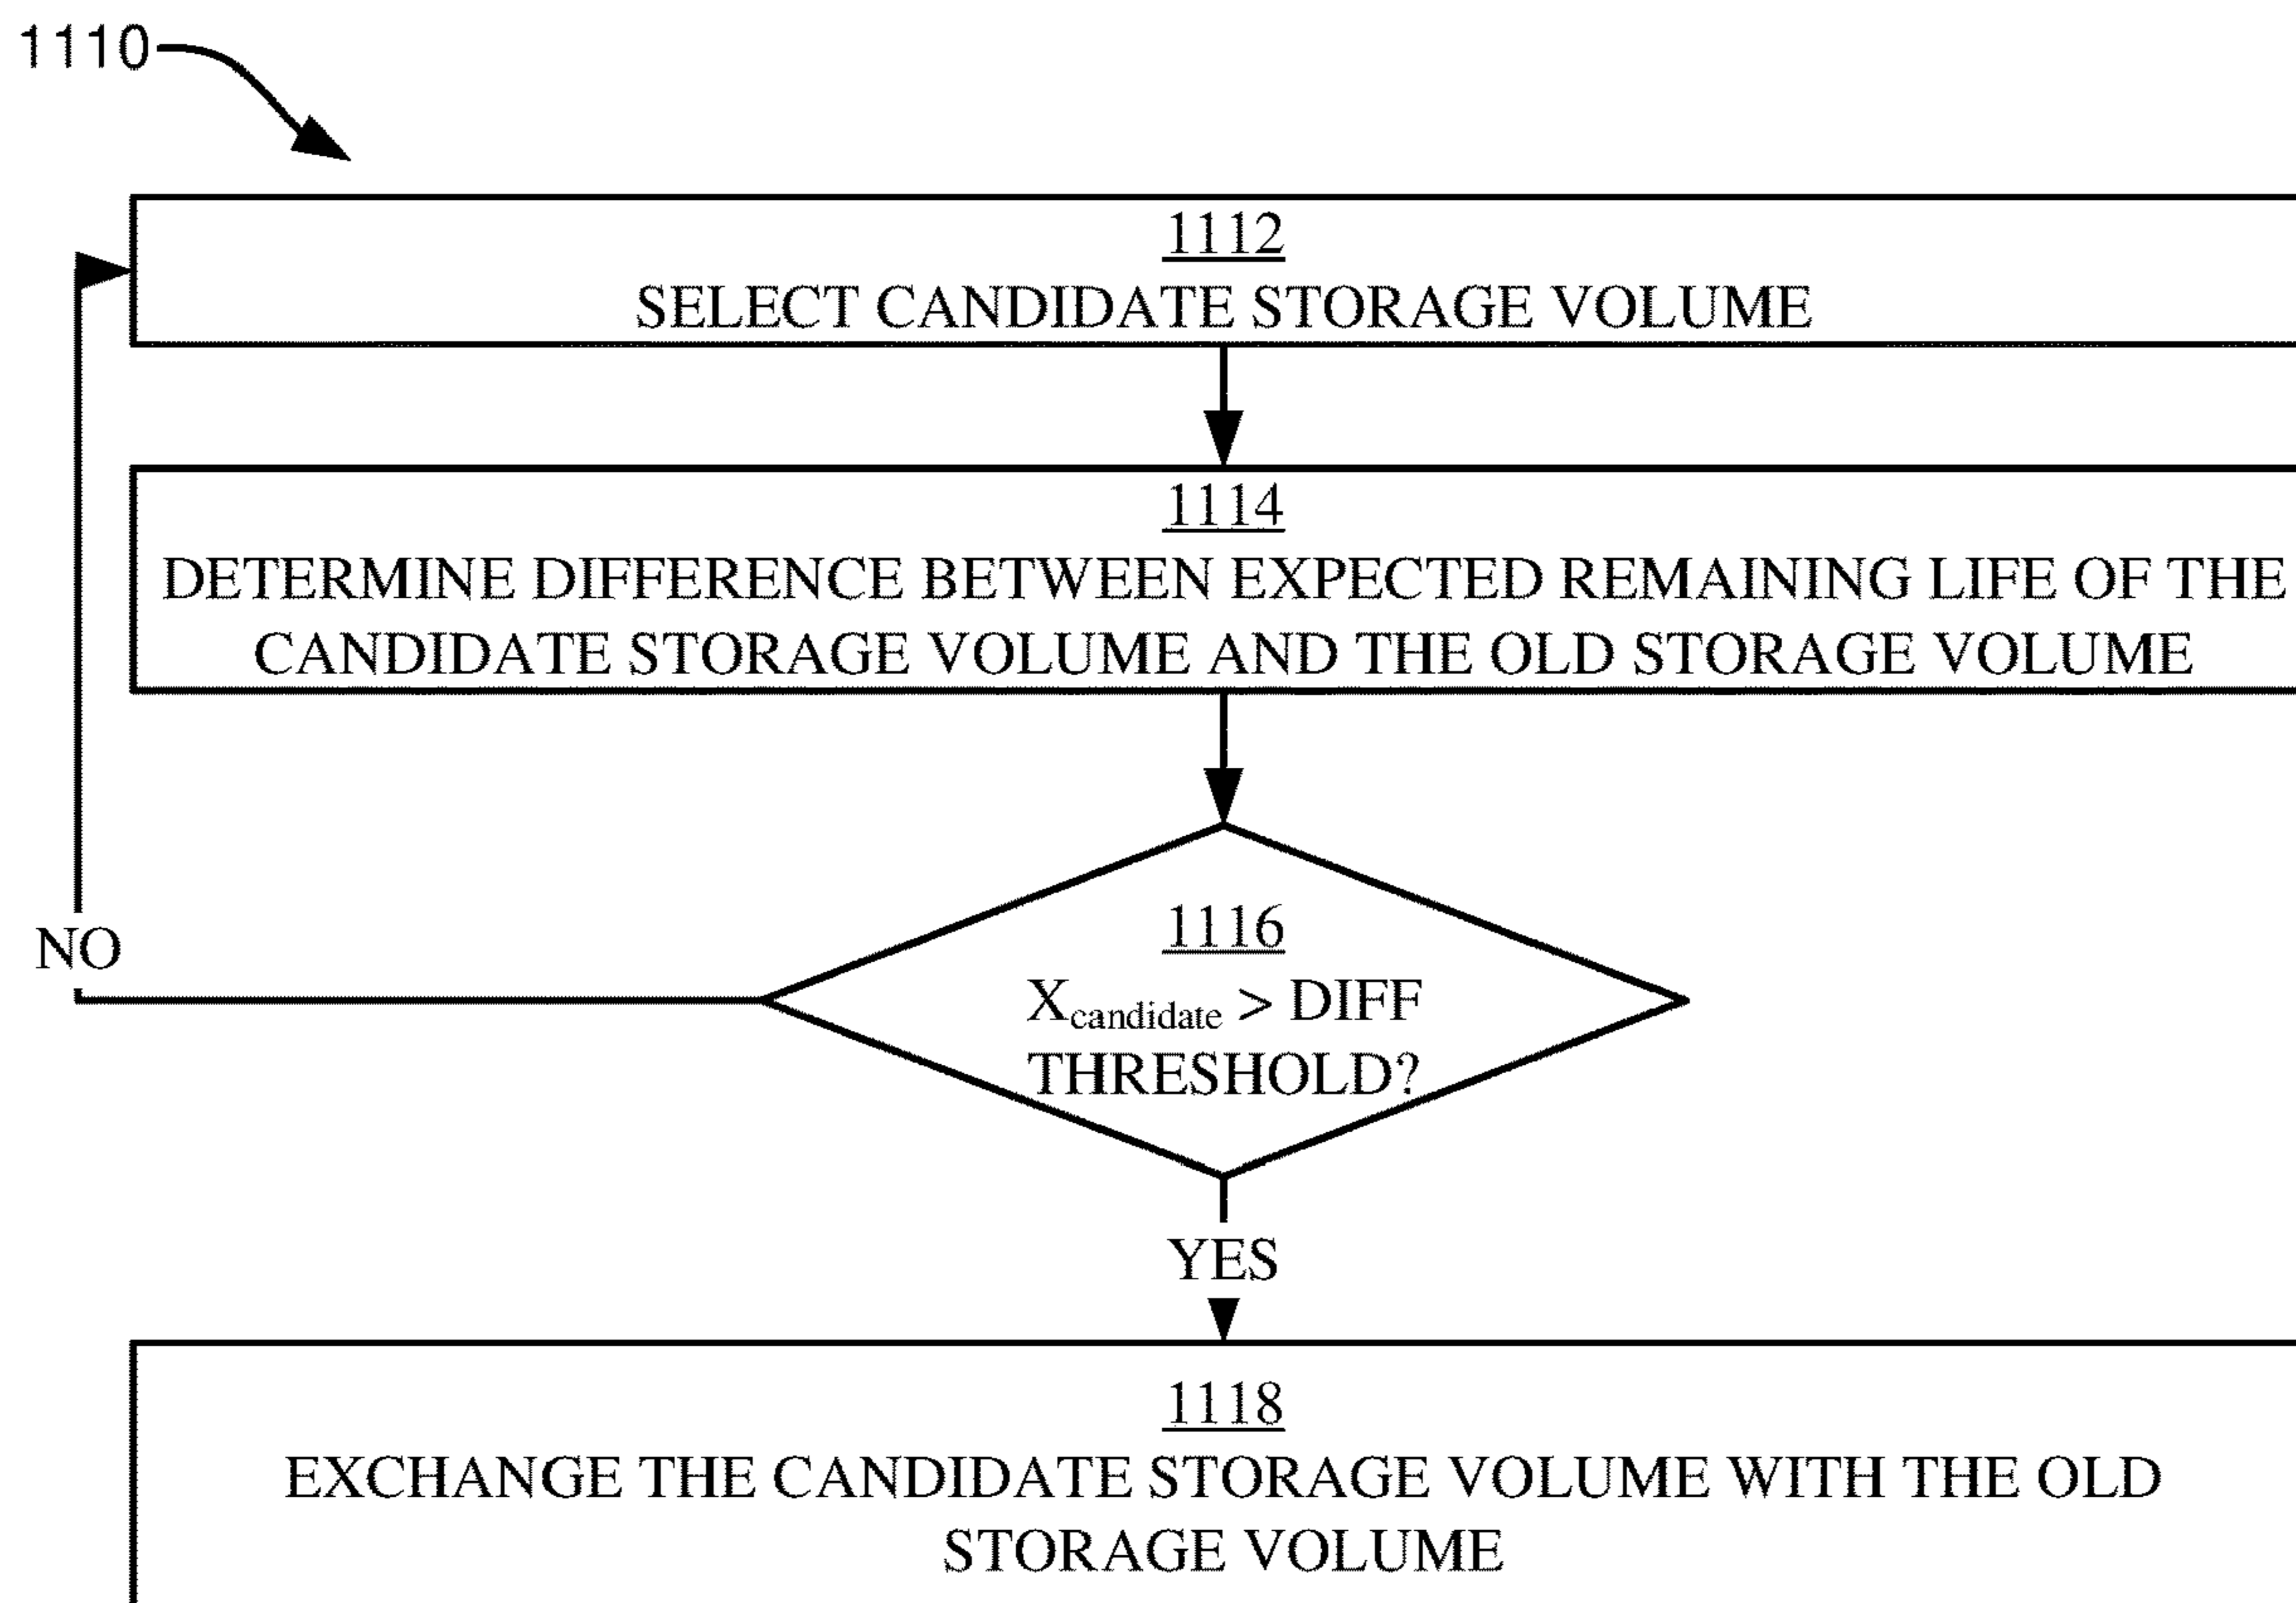 1110
1112
SELECT CANDIDATE STORAGE VOLUME
1114
DETERMINE DIFFERENCE BETWEEN EXPECTED REMAINING LIFE OF THE
CANDIDATE STORAGE VOLUME AND THE OLD STORAGE VOLUME
NO
1116
Xcandidate > DIFF
THRESHOLD?
YES
1118
EXCHANGE THE CANDIDATE STORAGE VOLUME WITH THE OLD
STORAGE VOLUME